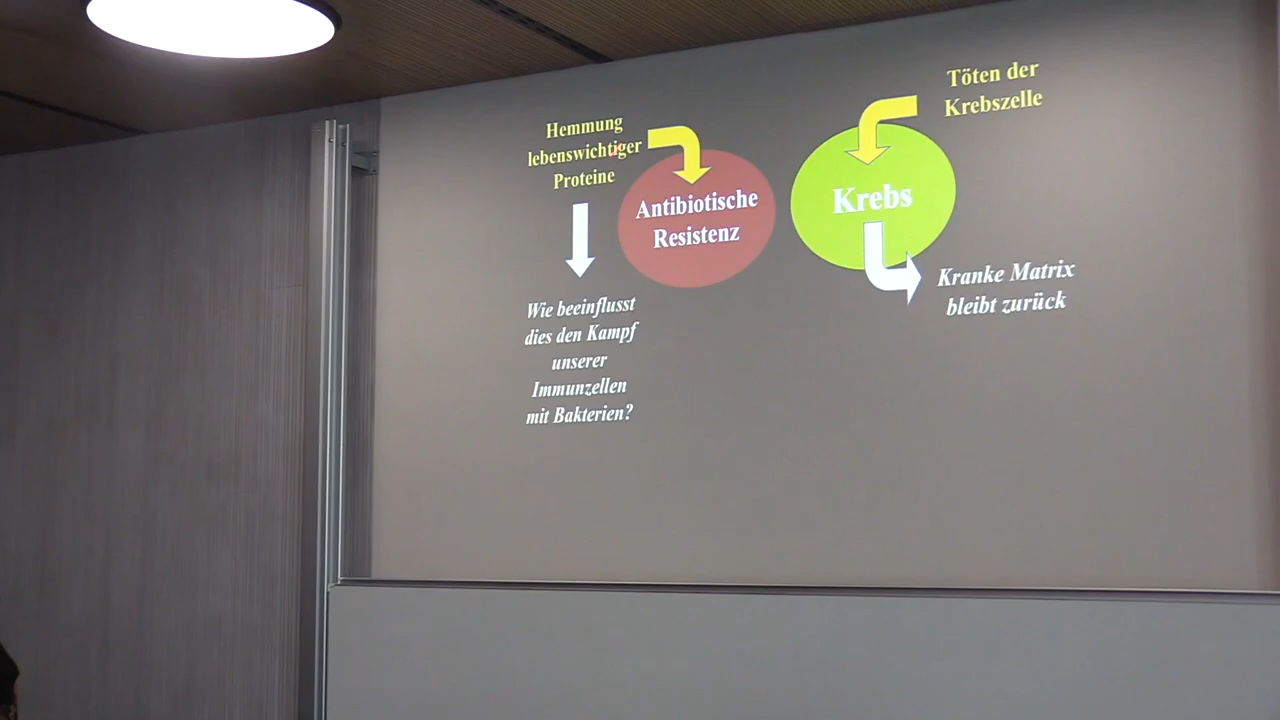 Hemmung
lebenswichtiger
Proteine
Antibiotische
Resistenz
Wie beeinflusst
dies den Kampf
unserer
Immunzellen
mit Bakterien?
Töten der
Krebszelle
Krebs
Kranke Matrix
bleibt zurück